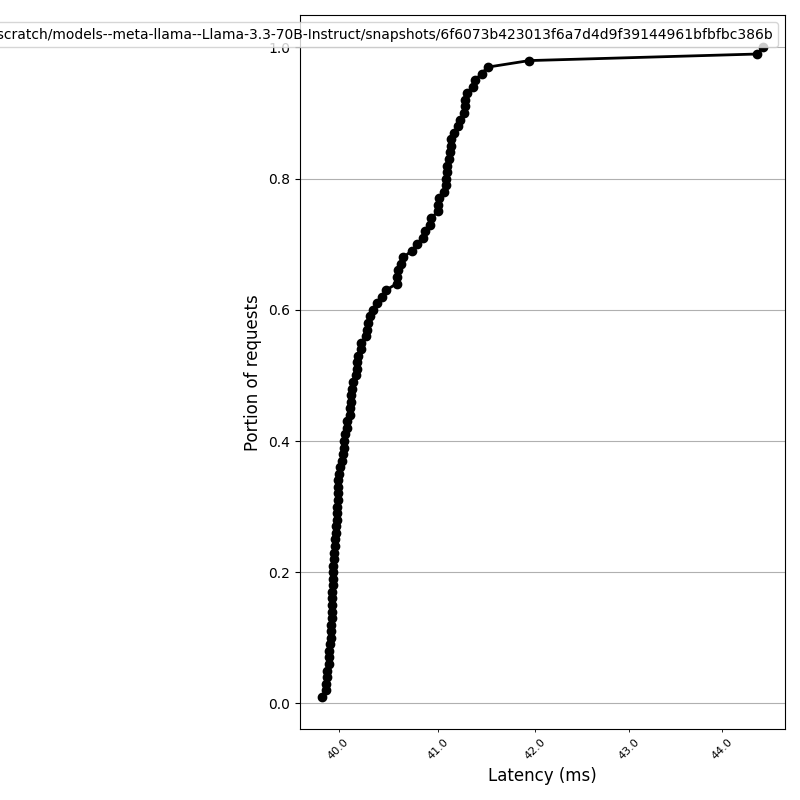 scratch/models--meta-llama--Llama-3.3-70B-Instruct/snapshots/6f6073b423013f6a7d4d9f39144961bfbfbc386b
1.0
0.8
0.6
0.4
0.2
0.0
Portion of requests
40.0 41.0 42.0 43.0 44.0
Latency (ms)